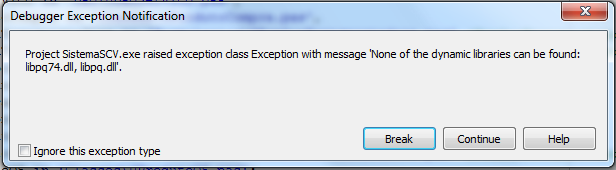 Debugger Exception Notification
Project SistemaSCV.exe raised exception class Exception with message 'None of the dynamic libraries can be found:
libpq74.dll, libpq.dll'.
Break
Continue
Help
Ignore this exception type